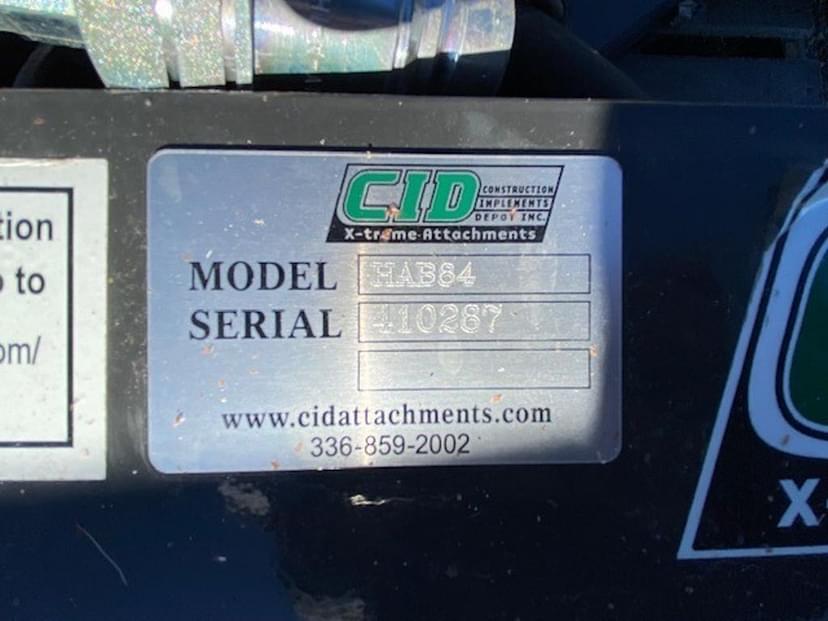 tion
to
om/
CID
CONSTRUCTION
IMPLEMENTS
DEPOT INC.
X-treme Attachments
MODEL HAB84
SERIAL 410287
www.cidattachments.com
336-859-2002
X